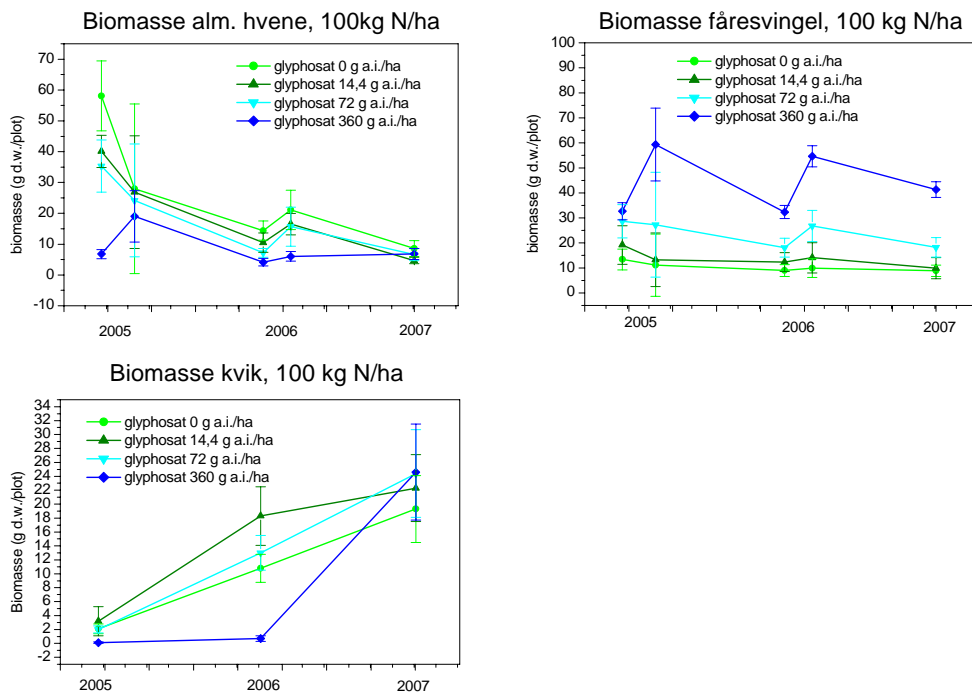 Biomasse alm. hvene, 100kg N/ha
70
60
50
40
30
20
10
0
-10
biomasse (g d.w./plot)
glyphosat 0 g a.i./ha
glyphosat 14,4 g a.i./ha
glyphosat 72 g a.i./ha
glyphosat 360 g a.i./ha
2005
2006
2007
Biomasse fåresvingel, 100 kg N/ha
100
90
80
70
60
50
40
30
20
10
0
biomasse (g d.w./plot)
glyphosat 0 g a.i./ha
glyphosat 14,4 g a.i./ha
glyphosat 72 g a.i./ha
glyphosat 360 g a.i./ha
2005
2006
2007
Biomasse kvik, 100 kg N/ha
34
32
30
28
26
24
22
20
18
16
14
12
10
8
6
4
2
0
-2
Biomasse (g d.w./plot)
glyphosat 0 g a.i./ha
glyphosat 14,4 g a.i./ha
glyphosat 72 g a.i./ha
glyphosat 360 g a.i./ha
2005
2006
2007